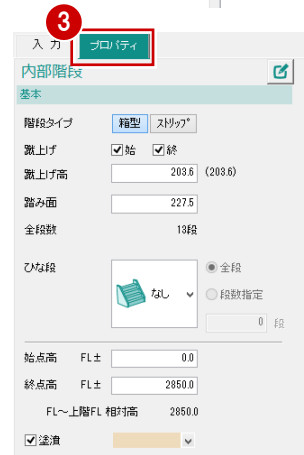 3
入力 プロパティ
内部階段
基本
階段タイプ 箱型 ストリップ
蹴上げ 始 終
蹴上げ高 203.6 (203.6)
踏み面 227.5
全段数 13段
ひな段 なし 全段
段数指定
0 段
始点高 FL± 0.0
終点高 FL± 2850.0
FL～上階FL 相対高 2850.0
塗潰